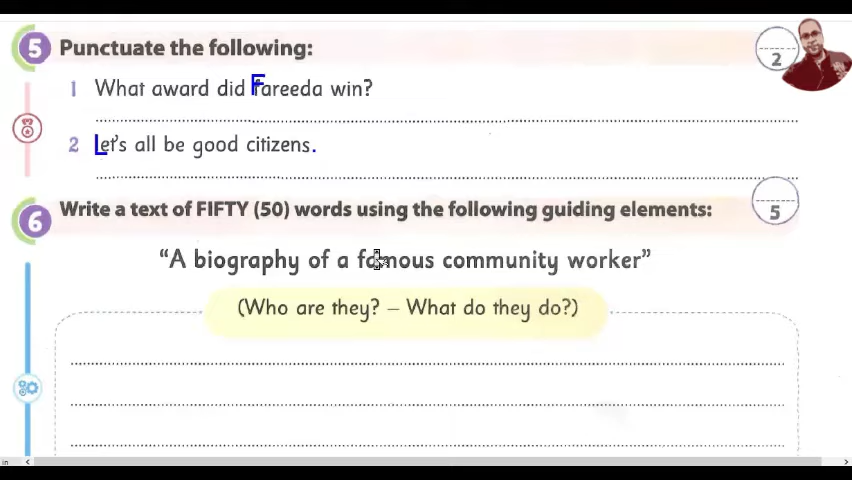 5 Punctuate the following:
2
1 What award did Fareeda win?
2 Let's all be good citizens.
6 Write a text of FIFTY (50) words using the following guiding elements:
5
"A biography of a famous community worker"
(Who are they? – What do they do?)
in